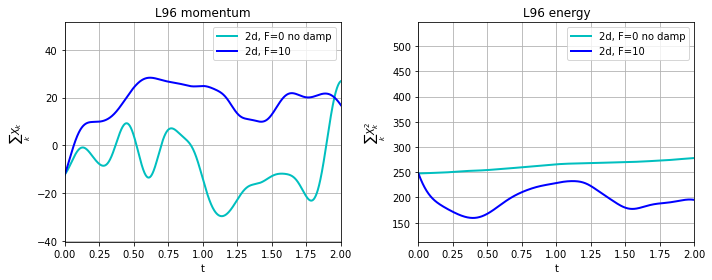 L96 momentum
40
20
0
−20
−40
0.00 0.25 0.50 0.75 1.00 1.25 1.50 1.75 2.00
t
∑ₖ Xₖ
2d, F=0 no damp
2d, F=10
L96 energy
500
450
400
350
300
250
200
150
0.00 0.25 0.50 0.75 1.00 1.25 1.50 1.75 2.00
t
∑ₖ Xₖ²
2d, F=0 no damp
2d, F=10